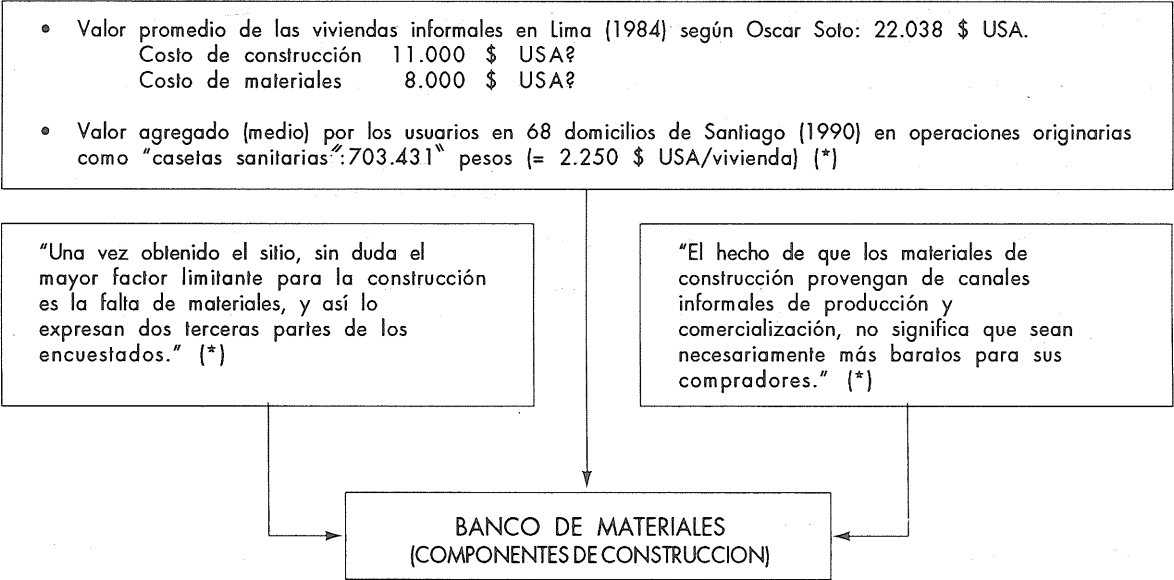 • Valor promedio de las viviendas informales en Lima (1984) según Oscar Soto: 22.038 $ USA.
Costo de construcción 11.000 $ USA?
Costo de materiales 8.000 $ USA?
• Valor agregado (medio) por los usuarios en 68 domicilios de Santiago (1990) en operaciones originarias
como "casetas sanitarias":703.431" pesos (= 2.250 $ USA/vivienda) (*)
"Una vez obtenido el sitio, sin duda el
mayor factor limitante para la construcción
es la falta de materiales, y así lo
expresan dos terceras partes de los
encuestados." (*)
"El hecho de que los materiales de
construcción provengan de canales
informales de producción y
comercialización, no significa que sean
necesariamente más baratos para sus
compradores." (*)
BANCO DE MATERIALES
(COMPONENTES DE CONSTRUCCION)